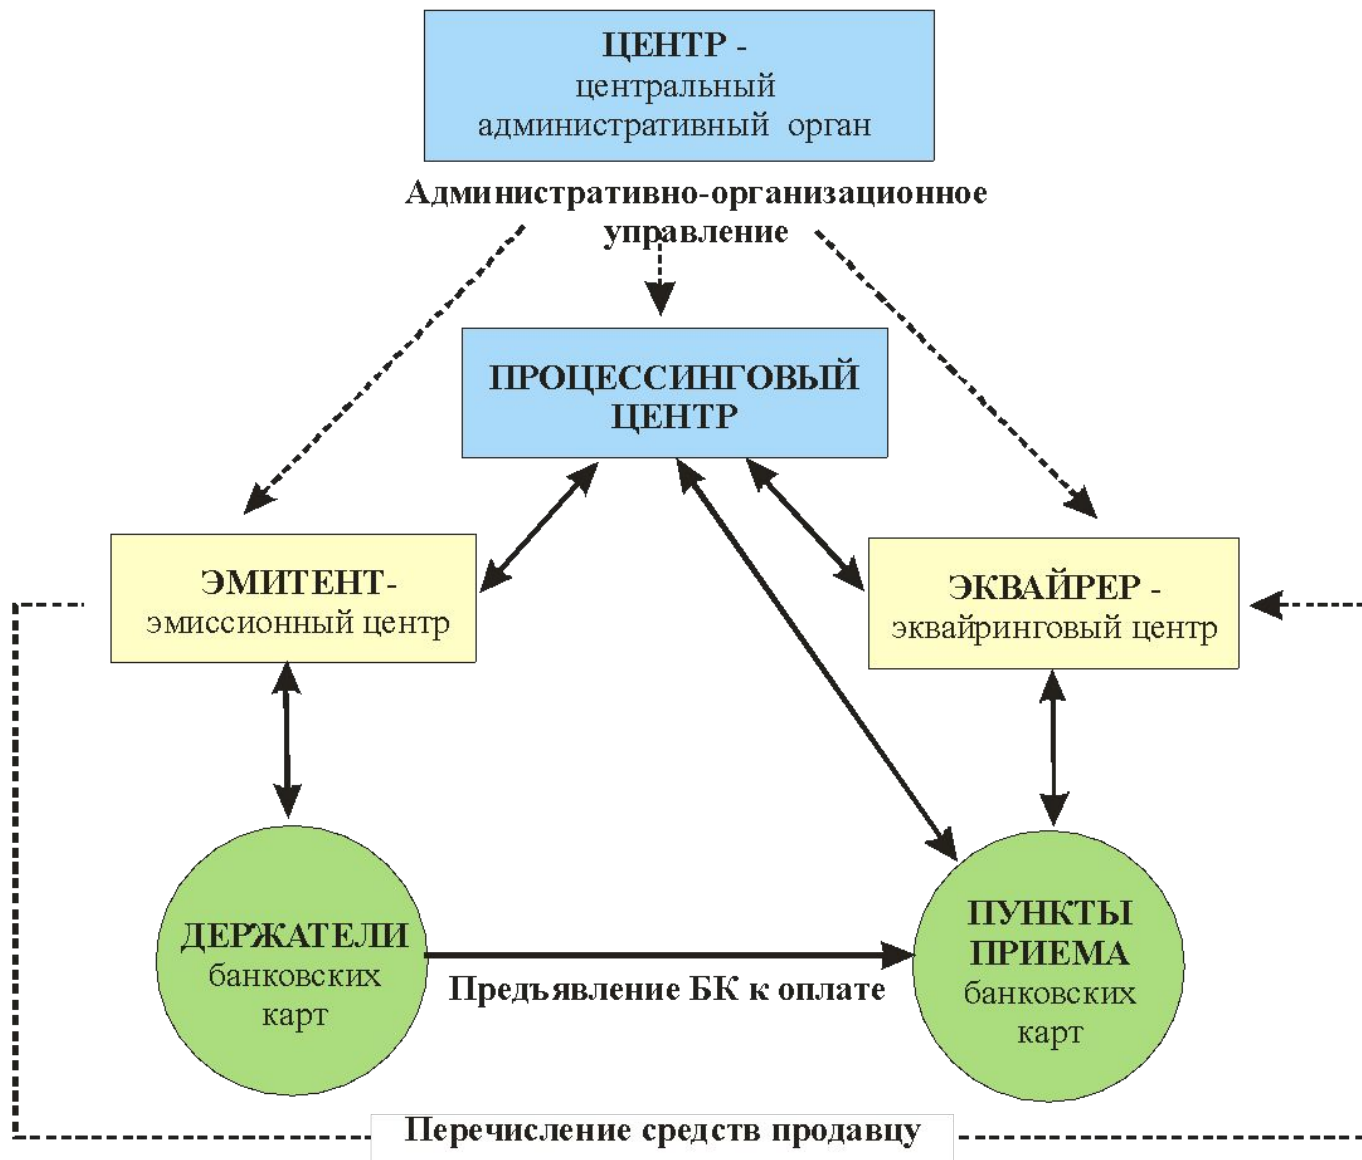 ЦЕНТР -
центральный
административный орган
Административно-организационное
управление
ПРОЦЕССИНГОВЫЙ
ЦЕНТР
ЭМИТЕНТ-
эмиссионный центр
ЭКВАЙРЕР -
эквайринговый центр
ДЕРЖАТЕЛИ
банковских
карт
Предъявление БК к оплате
ПУНКТЫ
ПРИЕМА
банковских
карт
Перечисление средств продавцу